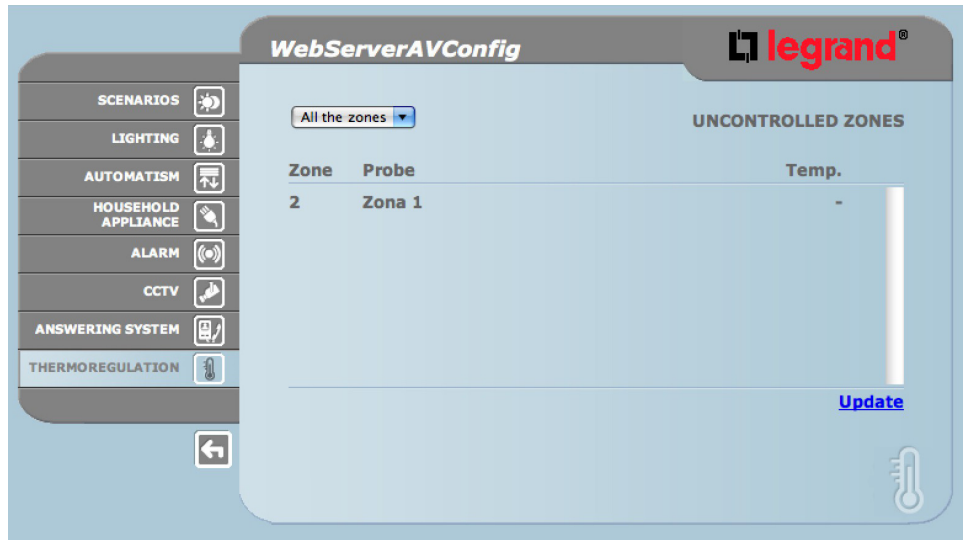 WebServerAVConfig
legrand®
SCENARIOS
LIGHTING
AUTOMATISM
HOUSEHOLD
APPLIANCE
ALARM
CCTV
ANSWERING SYSTEM
THERMOREGULATION
All the zones
UNCONTROLLED ZONES
Zone Probe Temp.
2 Zona 1 -
Update